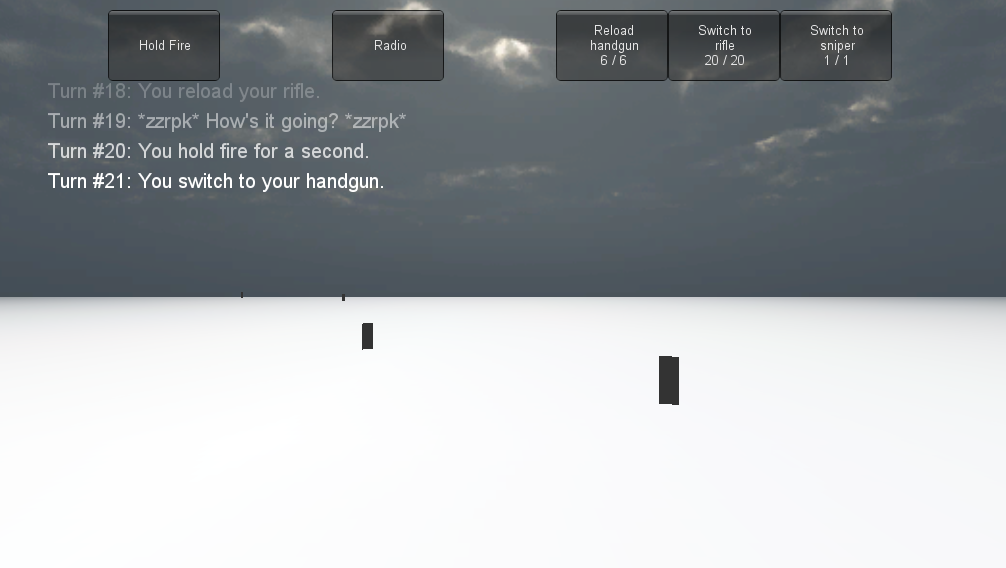 Hold Fire
Radio
Reload
handgun
6 / 6
Switch to
rifle
20 / 20
Switch to
sniper
1 / 1
Turn #18: You reload your rifle.
Turn #19: *zzrpk* How's it going? *zzrpk*
Turn #20: You hold fire for a second.
Turn #21: You switch to your handgun.